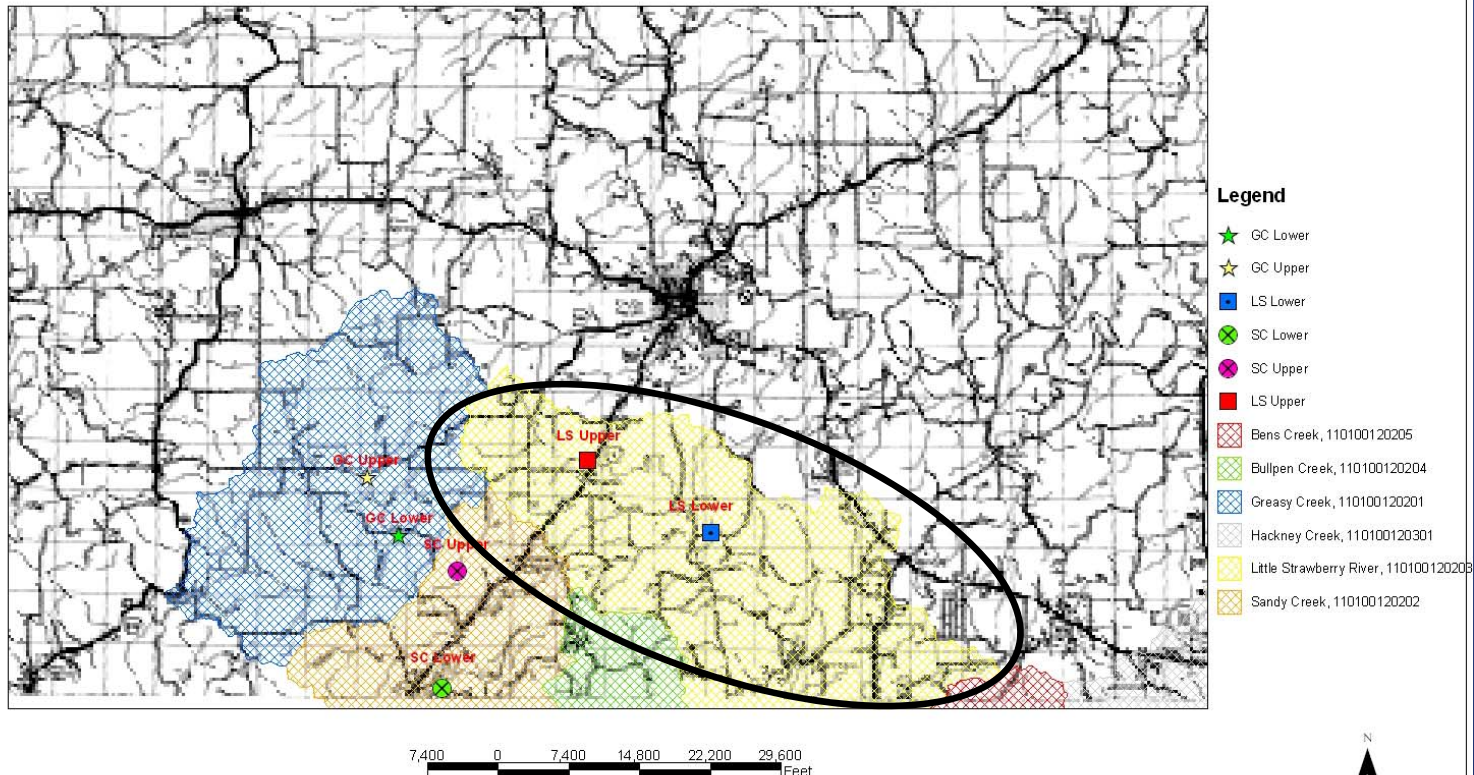 LS Upper
GC Upper
LS Lower
GC Lower
SC Upper
SC Lower
Legend
GC Lower
GC Upper
LS Lower
SC Lower
SC Upper
LS Upper
Bens Creek, 110100120205
Bullpen Creek, 110100120204
Greasy Creek, 110100120201
Hackney Creek, 110100120301
Little Strawberry River, 110100120203
Sandy Creek, 110100120202
7,400 0 7,400 14,800 22,200 29,600
Feet
N